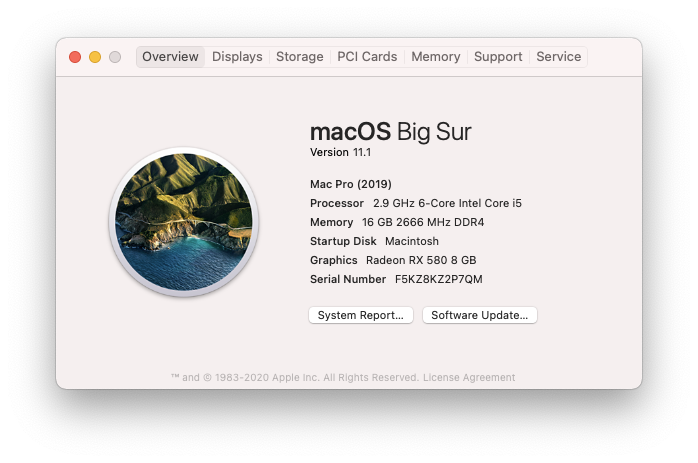 Overview Displays Storage PCI Cards Memory Support Service
macOS Big Sur
Version 11.1
Mac Pro (2019)
Processor 2.9 GHz 6-Core Intel Core i5
Memory 16 GB 2666 MHz DDR4
Startup Disk Macintosh
Graphics Radeon RX 580 8 GB
Serial Number F5KZ8KZ2P7QM
System Report... Software Update...
™ and © 1983-2020 Apple Inc. All Rights Reserved. License Agreement